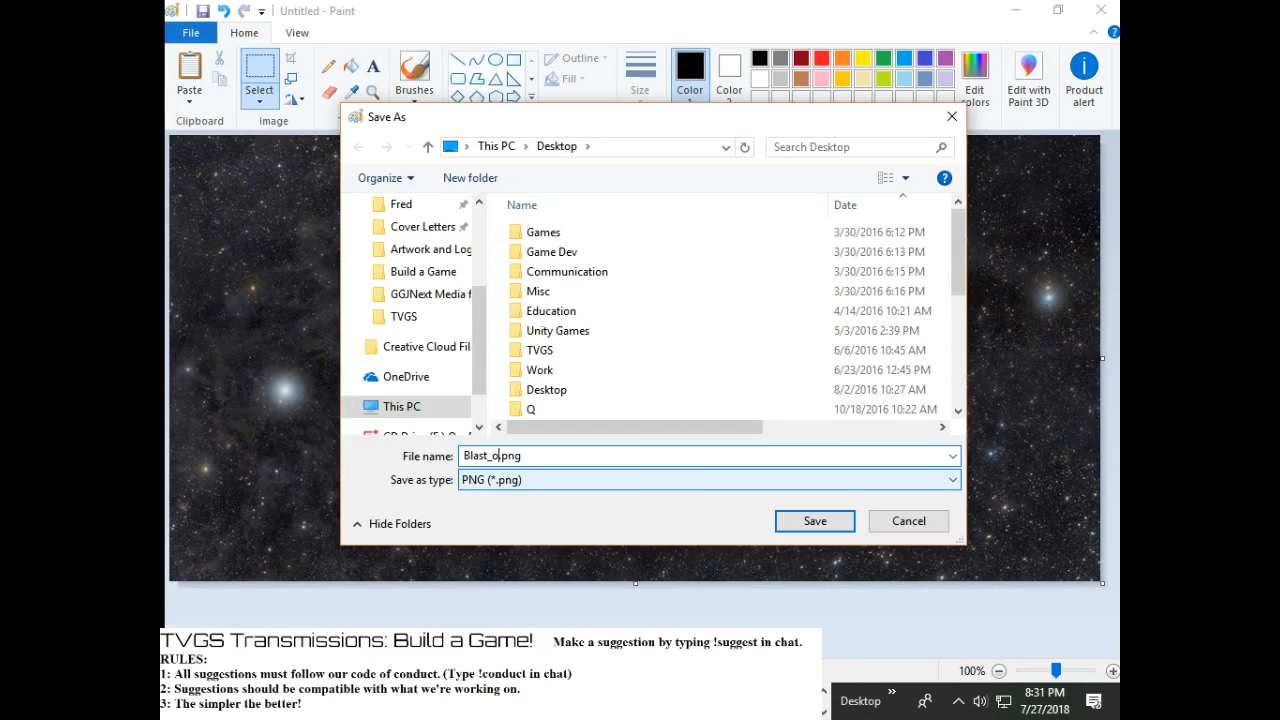 Untitled - Paint
File
Home
View
Paste
Clipboard
Select
Image
Brushes
Outline
Fill
Size
Color
1
Color
Edit
colors
Edit with
Paint 3D
Product
alert
Save As
This PC
Desktop
Search Desktop
Organize
New folder
Fred
Cover Letters
Artwork and Log
Build a Game
GGJNext Media f
TVGS
Creative Cloud Fil
OneDrive
This PC
Name
Date
Games
3/30/2016 6:12 PM
Game Dev
3/30/2016 6:13 PM
Communication
3/30/2016 6:15 PM
Misc
3/30/2016 6:16 PM
Education
4/14/2016 10:21 AM
Unity Games
5/3/2016 2:39 PM
TVGS
6/6/2016 10:45 AM
Work
6/23/2016 12:45 PM
Desktop
8/2/2016 10:27 AM
Q
10/18/2016 10:22 AM
File name:
Blast_o.png
Save as type:
PNG (*.png)
Hide Folders
Save
Cancel
TVGS Transmissions: Build a Game!
Make a suggestion by typing !suggest in chat.
RULES:
1: All suggestions must follow our code of conduct. (Type !conduct in chat)
2: Suggestions should be compatible with what we're working on.
3: The simpler the better!
100%
Desktop
8:31 PM
7/27/2018